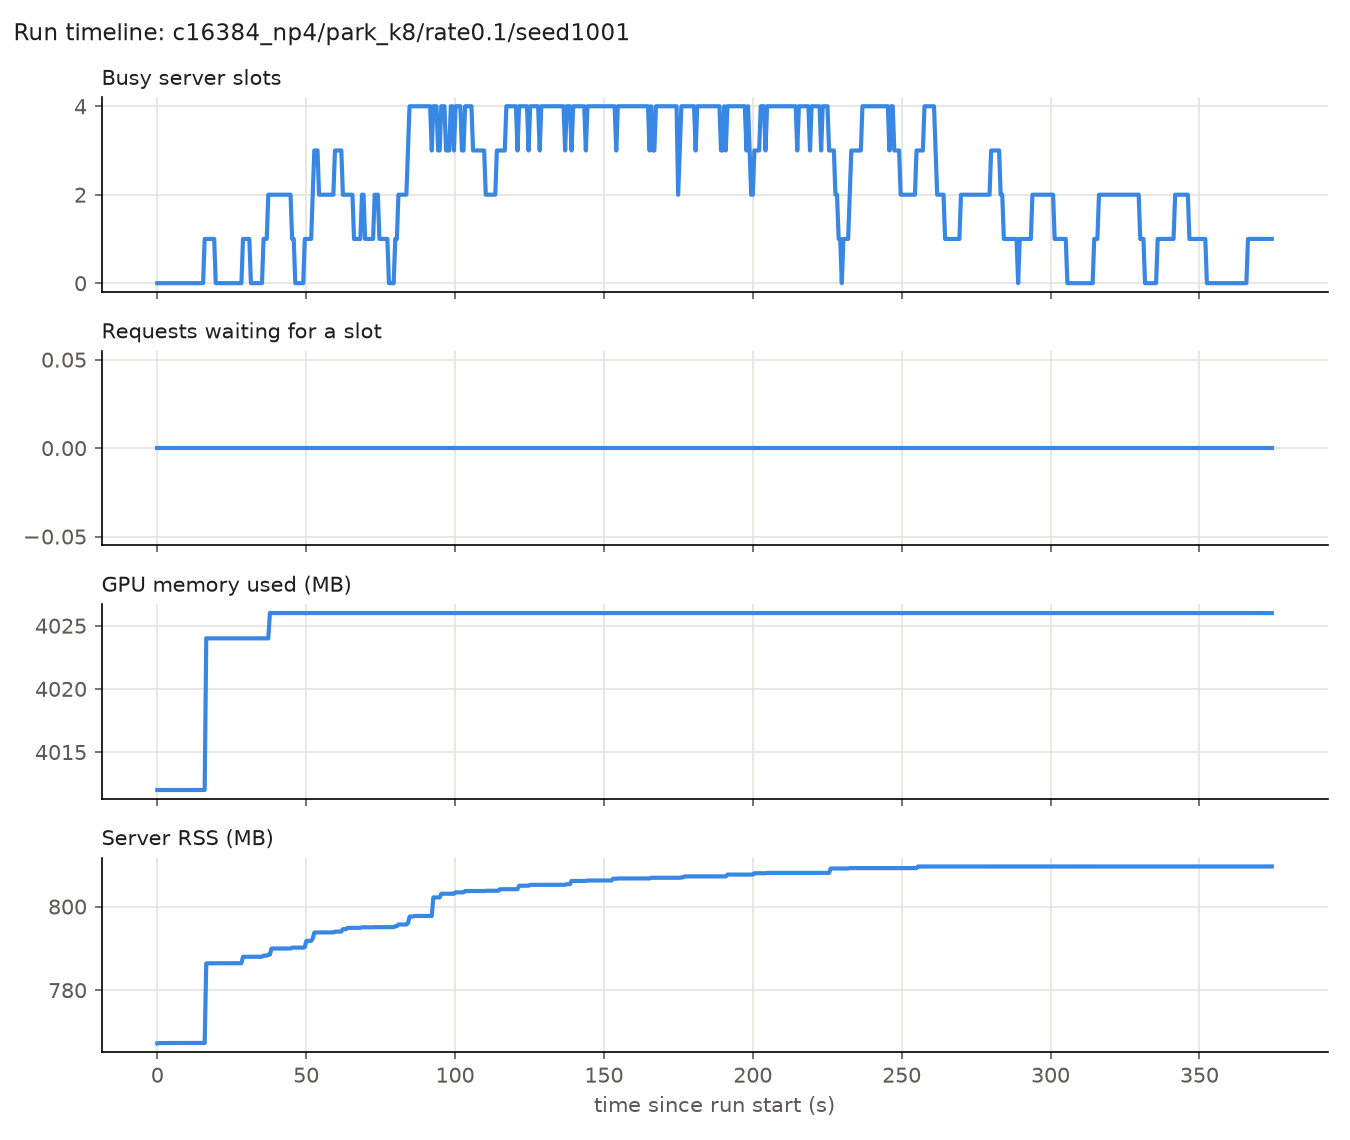 Run timeline: c16384_np4/park_k8/rate0.1/seed1001
Busy server slots
4
2
0
Requests waiting for a slot
0.05
0.00
−0.05
GPU memory used (MB)
4025
4020
4015
Server RSS (MB)
800
780
0 50 100 150 200 250 300 350
time since run start (s)